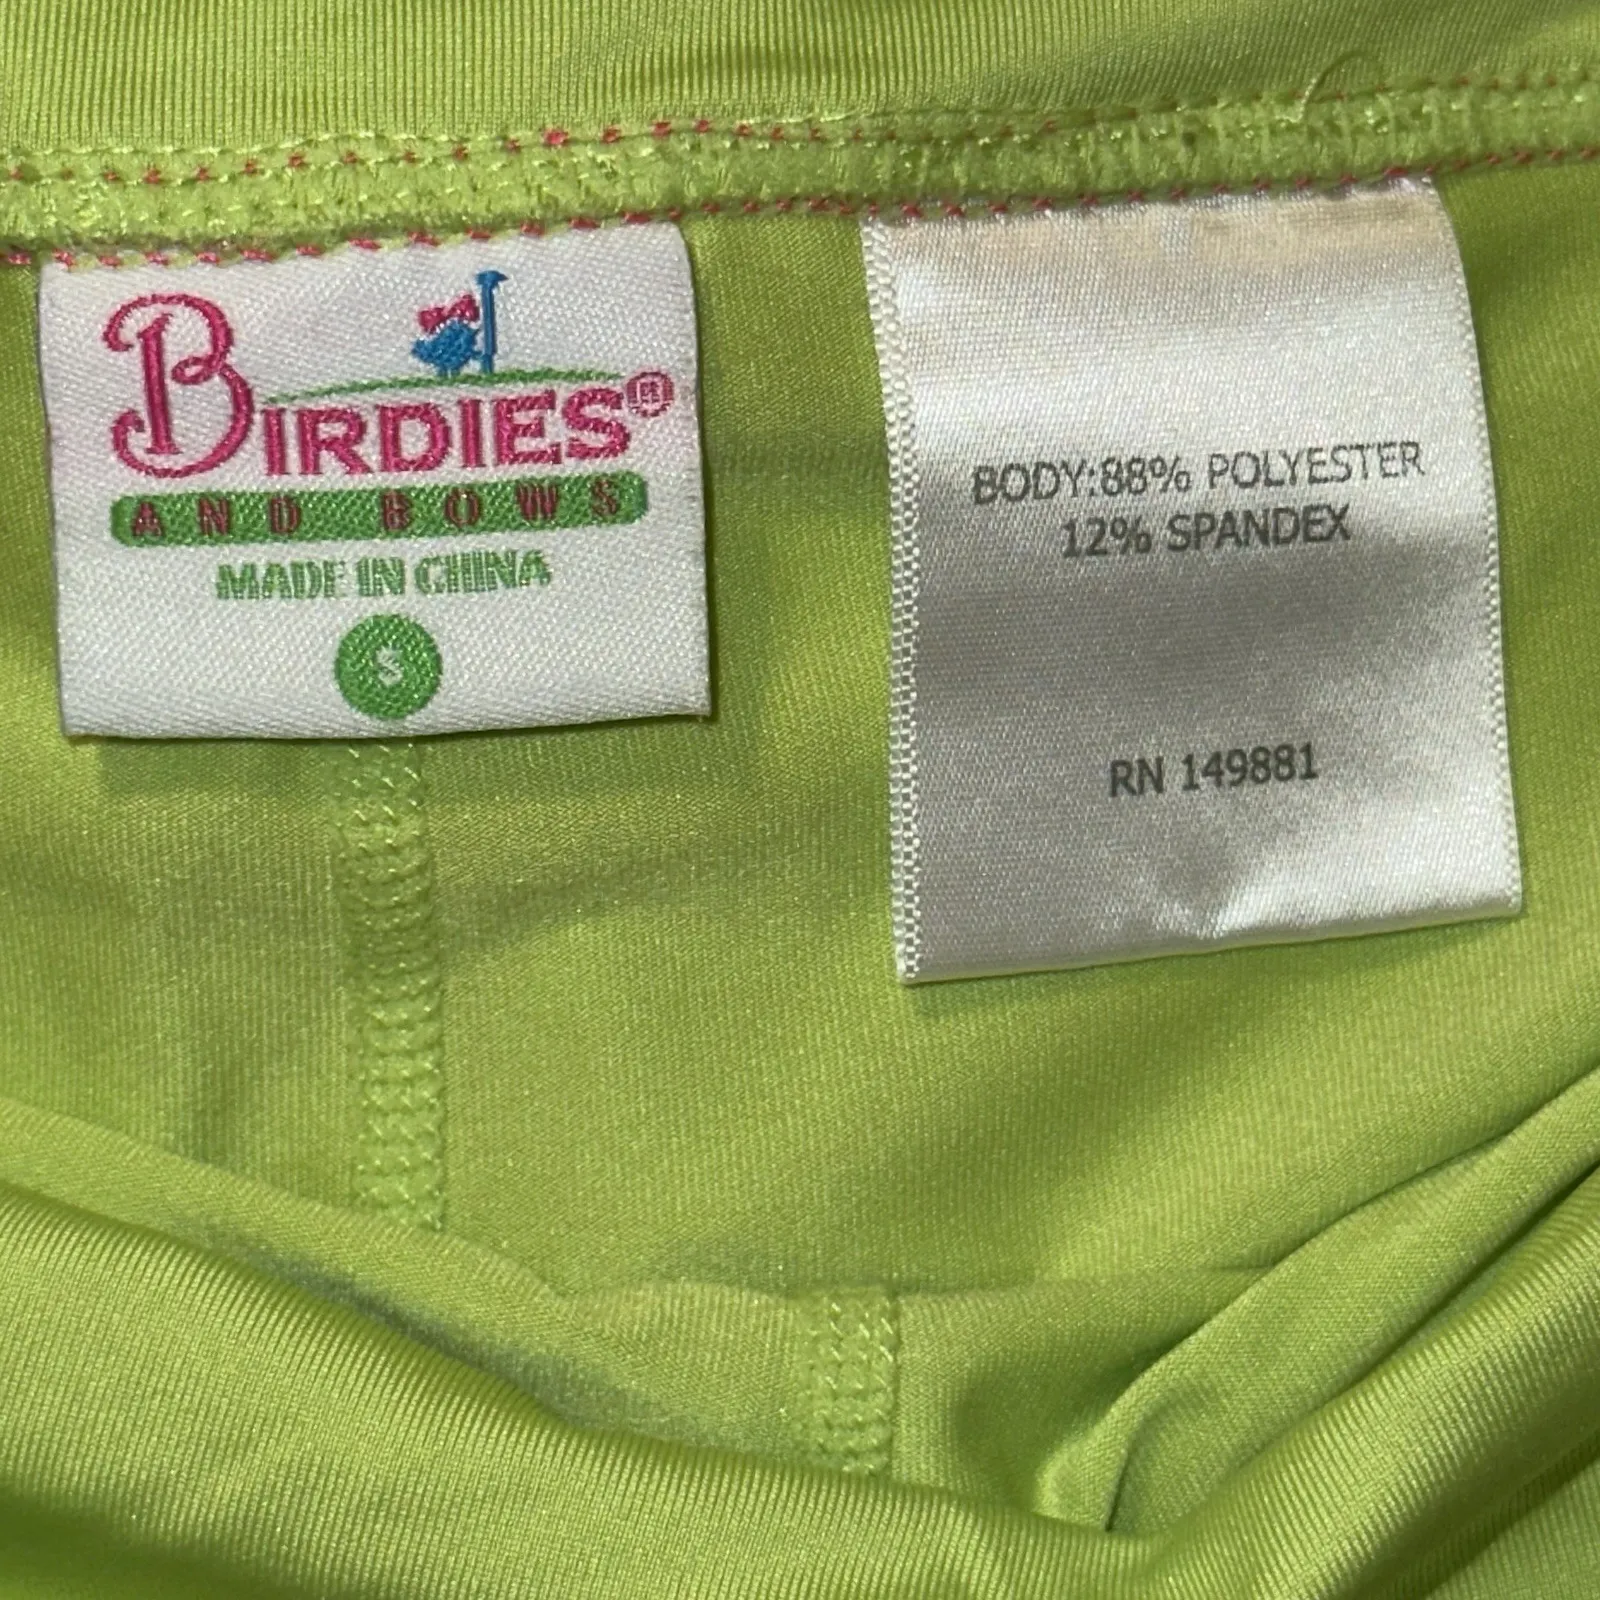 BIRDIES®
AND BOWS
MADE IN CHINA
S
BODY:88% POLYESTER
12% SPANDEX
RN 149881